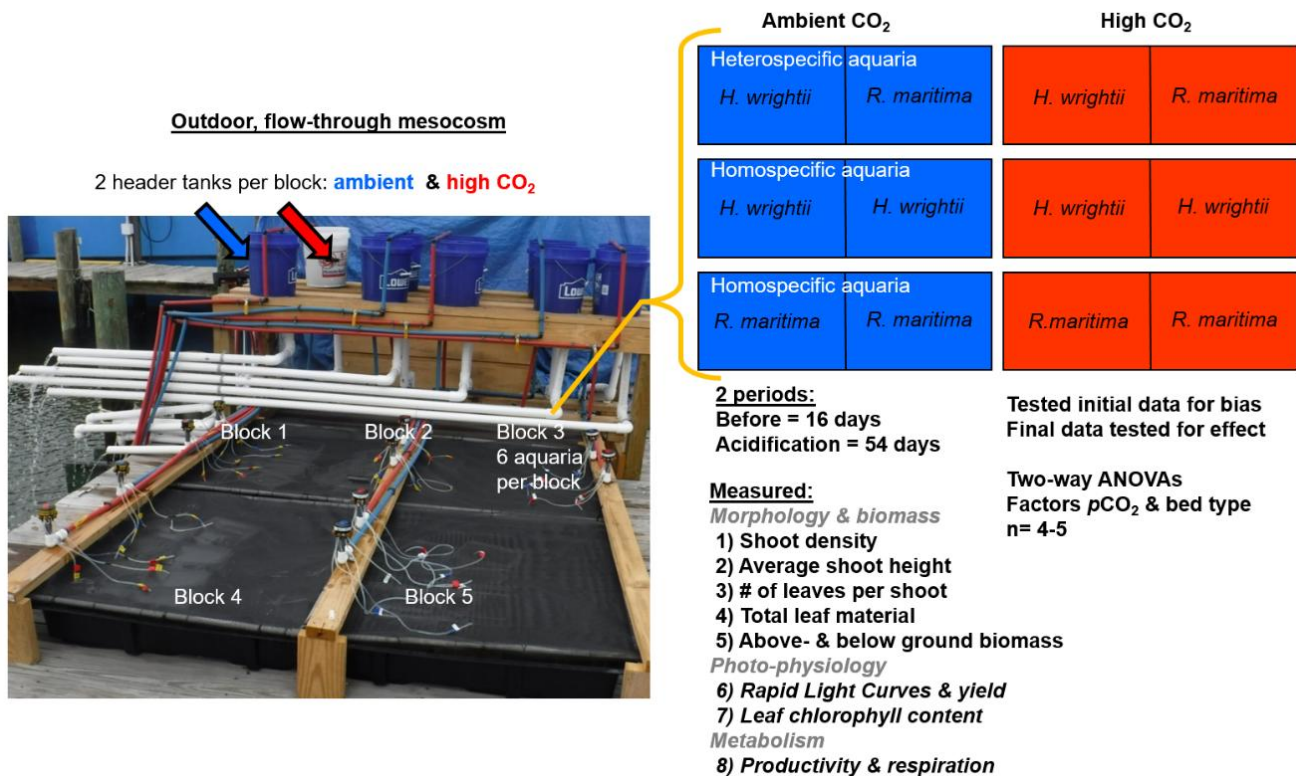 Outdoor, flow-through mesocosm
2 header tanks per block: ambient & high CO₂
LOWE
Block 1
Block 2
Block 3
6 aquaria
per block
Block 4
Block 5
Ambient CO₂
High CO₂
Heterospecific aquaria
H. wrightii
R. maritima
H. wrightii
R. maritima
Homospecific aquaria
H. wrightii
H. wrightii
H. wrightii
H. wrightii
Homospecific aquaria
R. maritima
R. maritima
R.maritima
R. maritima
2 periods:
Before = 16 days
Acidification = 54 days
Measured:
Morphology & biomass
1) Shoot density
2) Average shoot height
3) # of leaves per shoot
4) Total leaf material
5) Above- & below ground biomass
Photo-physiology
6) Rapid Light Curves & yield
7) Leaf chlorophyll content
Metabolism
8) Productivity & respiration
Tested initial data for bias
Final data tested for effect
Two-way ANOVAs
Factors pCO₂ & bed type
n= 4-5